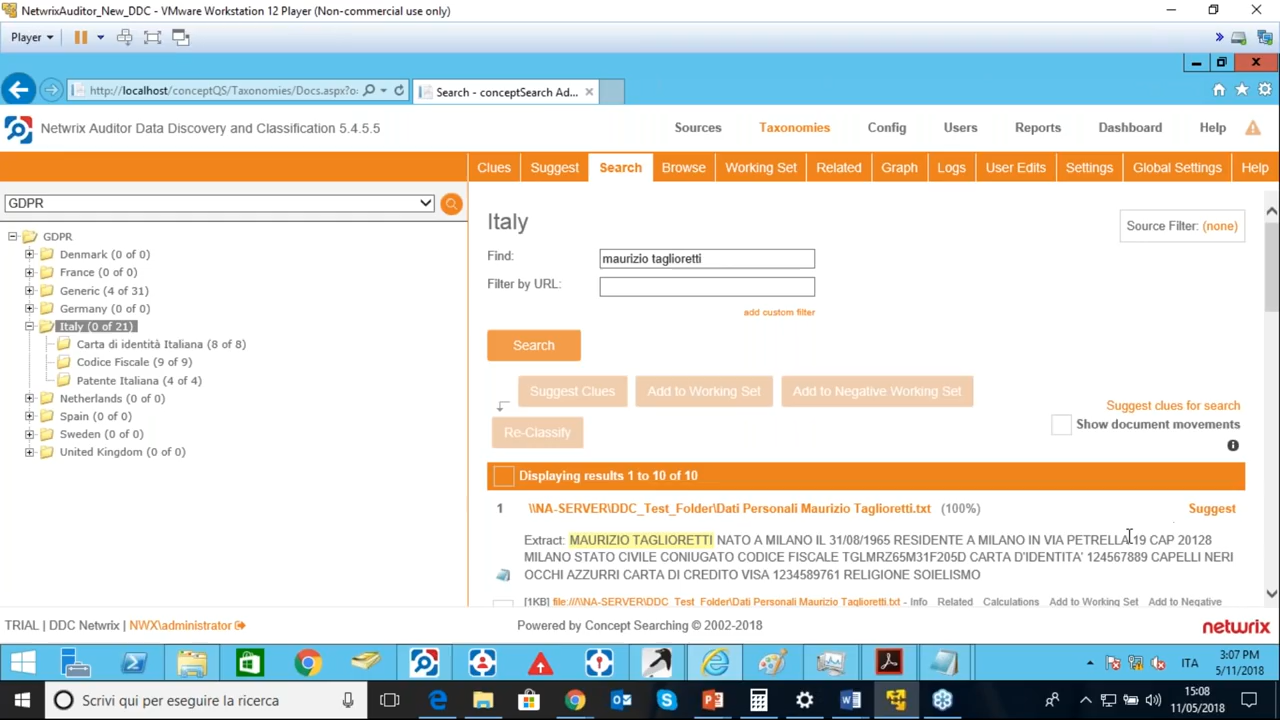 NetwrixAuditor_New_DDC - VMware Workstation 12 Player (Non-commercial use only)
Player
http://localhost/conceptQS/Taxonomies/Docs.aspx?o:
Search - conceptSearch Ad...
Netwrix Auditor Data Discovery and Classification 5.4.5.5
Sources Taxonomies Config Users Reports Dashboard Help
Clues Suggest Search Browse Working Set Related Graph Logs User Edits Settings Global Settings Help
GDPR
GDPR
Denmark (0 of 0)
France (0 of 0)
Generic (4 of 31)
Germany (0 of 0)
Italy (0 of 21)
Carta di identità Italiana (8 of 8)
Codice Fiscale (9 of 9)
Patente Italiana (4 of 4)
Netherlands (0 of 0)
Spain (0 of 0)
Sweden (0 of 0)
United Kingdom (0 of 0)
Italy
Source Filter: (none)
Find: maurizio taglioretti
Filter by URL:
add custom filter
Search
Suggest Clues Add to Working Set Add to Negative Working Set
Re-Classify
Suggest clues for search
Show document movements
Displaying results 1 to 10 of 10
1 \\NA-SERVER\DDC_Test_Folder\Dati Personali Maurizio Taglioretti.txt (100%) Suggest
Extract: MAURIZIO TAGLIORETTI NATO A MILANO IL 31/08/1965 RESIDENTE A MILANO IN VIA PETRELLA 19 CAP 20128
MILANO STATO CIVILE CONIUGATO CODICE FISCALE TGLMRZ65M31F205D CARTA D'IDENTITA' 124567889 CAPELLI NERI
OCCHI AZZURRI CARTA DI CREDITO VISA 1234589761 RELIGIONE SOIELISMO
[1KB] file:///\\NA-SERVER\DDC_Test_Folder\Dati Personali Maurizio Taglioretti.txt - Info Related Calculations Add to Working Set Add to Negative
TRIAL | DDC Netwrix | NWX\administrator
Powered by Concept Searching © 2002-2018
netwrix
ITA
3:07 PM
5/11/2018
Scrivi qui per eseguire la ricerca
15:08
11/05/2018